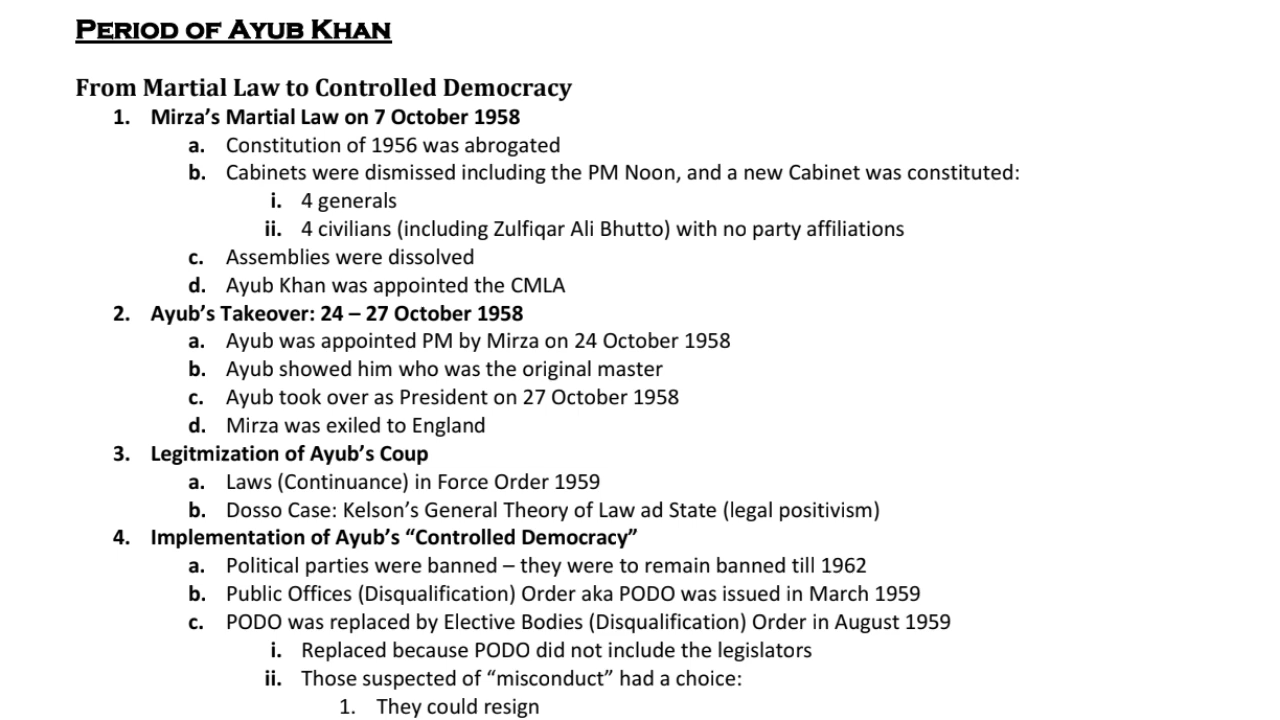 PERIOD OF AYUB KHAN
From Martial Law to Controlled Democracy
1. Mirza's Martial Law on 7 October 1958
a. Constitution of 1956 was abrogated
b. Cabinets were dismissed including the PM Noon, and a new Cabinet was constituted:
i. 4 generals
ii. 4 civilians (including Zulfiqar Ali Bhutto) with no party affiliations
c. Assemblies were dissolved
d. Ayub Khan was appointed the CMLA
2. Ayub's Takeover: 24 – 27 October 1958
a. Ayub was appointed PM by Mirza on 24 October 1958
b. Ayub showed him who was the original master
c. Ayub took over as President on 27 October 1958
d. Mirza was exiled to England
3. Legitmization of Ayub's Coup
a. Laws (Continuance) in Force Order 1959
b. Dosso Case: Kelson's General Theory of Law ad State (legal positivism)
4. Implementation of Ayub's “Controlled Democracy”
a. Political parties were banned – they were to remain banned till 1962
b. Public Offices (Disqualification) Order aka PODO was issued in March 1959
c. PODO was replaced by Elective Bodies (Disqualification) Order in August 1959
i. Replaced because PODO did not include the legislators
ii. Those suspected of “misconduct” had a choice:
1. They could resign